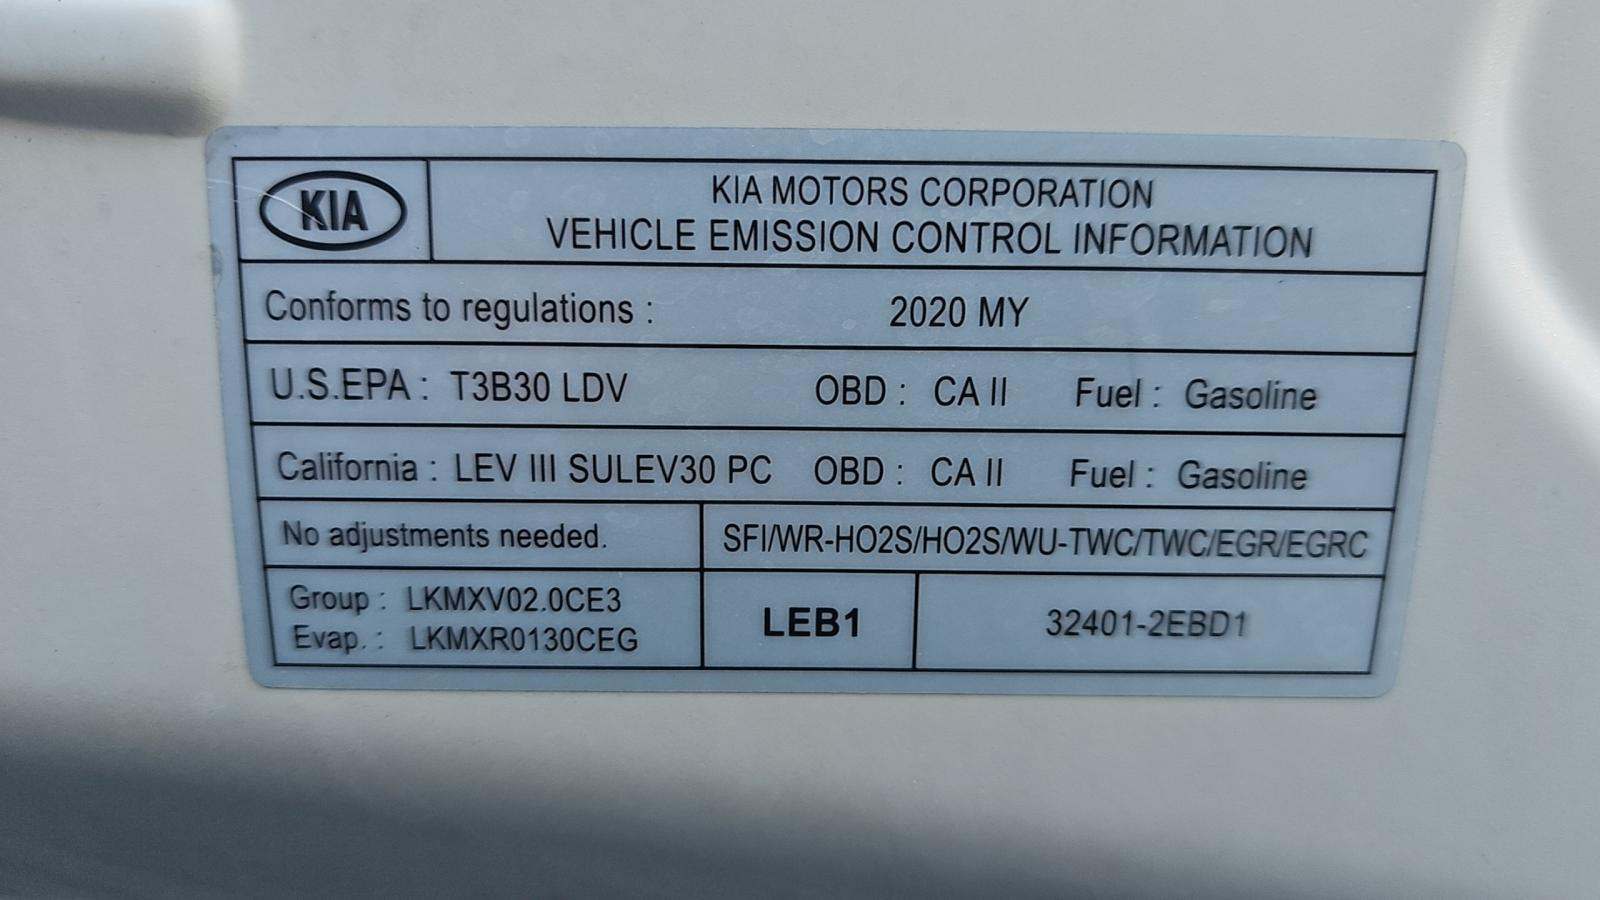 KIA
KIA MOTORS CORPORATION
VEHICLE EMISSION CONTROL INFORMATION
Conforms to regulations : 2020 MY
U.S.EPA : T3B30 LDV OBD : CA II Fuel : Gasoline
California : LEV III SULEV30 PC OBD : CA II Fuel : Gasoline
No adjustments needed. SFI/WR-HO2S/HO2S/WU-TWC/TWC/EGR/EGRC
Group : LKMXV02.0CE3
Evap. : LKMXR0130CEG
LEB1
32401-2EBD1